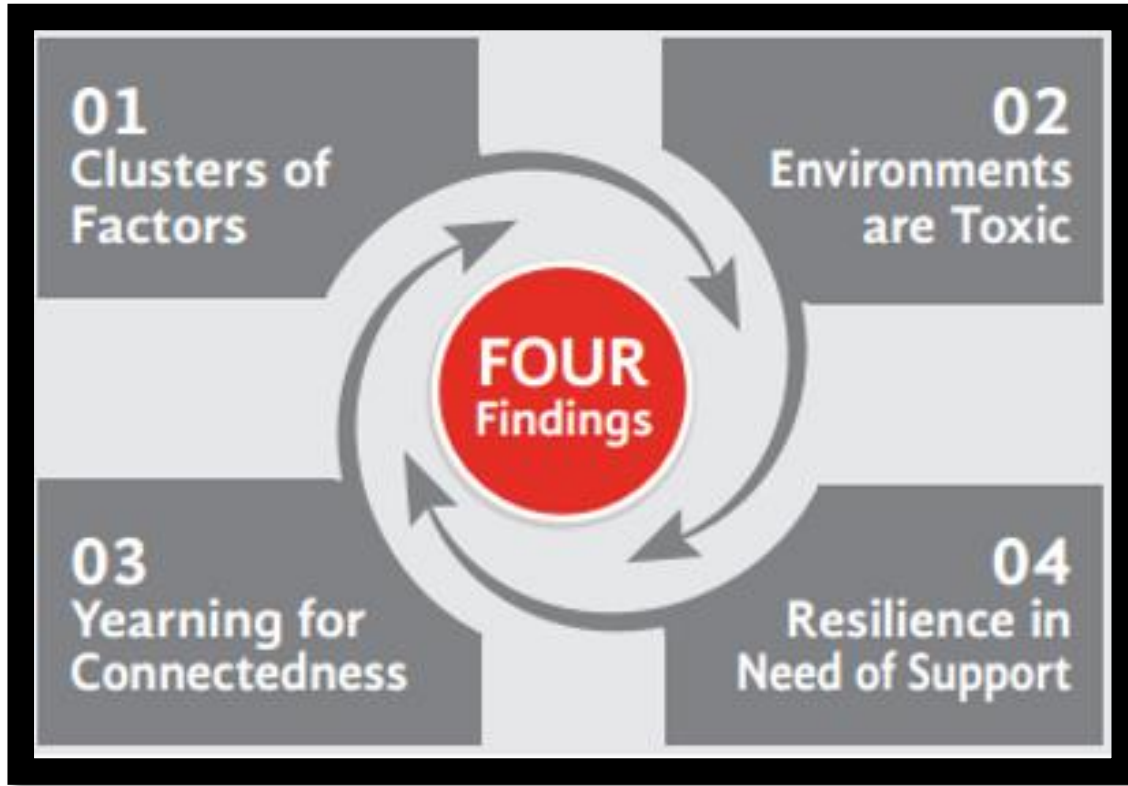 01
Clusters of
Factors
02
Environments
are Toxic
FOUR
Findings
03
Yearning for
Connectedness
04
Resilience in
Need of Support